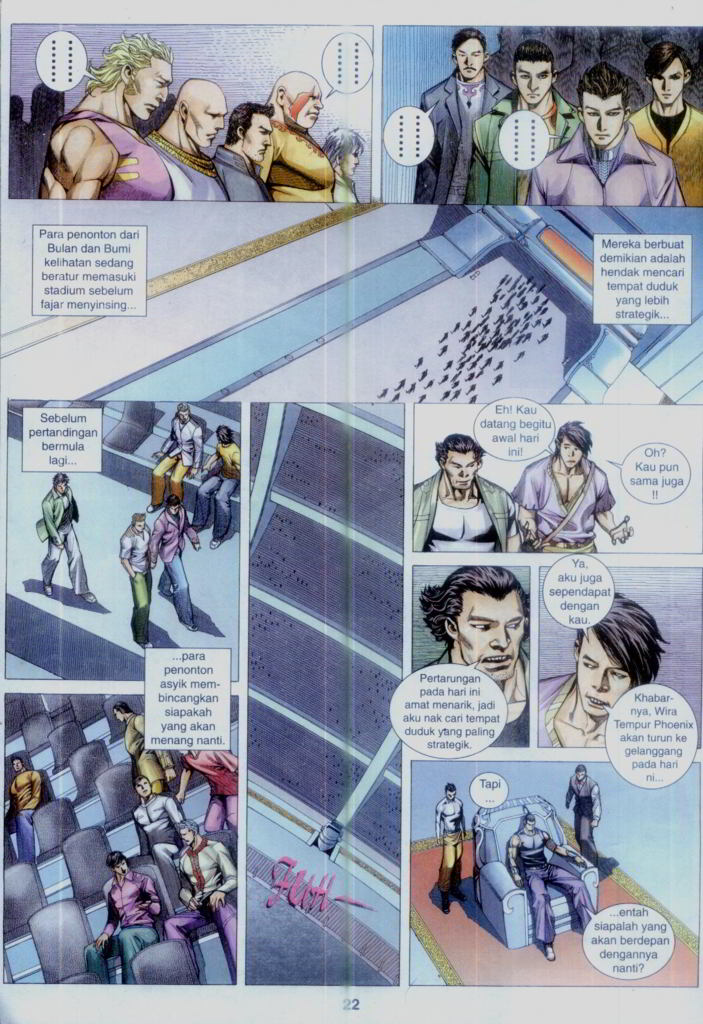 Para penonton dari
Bulan dan Bumi
kelihatan sedang
beratur memasuki
stadium sebelum
fajar menyinsing...
Mereka berbuat
demikian adalah
hendak mencari
tempat duduk
yang lebih
strategik...
Sebelum
pertandingan
bermula
lagi...
...para
penonton
asyik mem-
bincangkan
siapakah
yang akan
menang nanti.
Eh! Kau
datang begitu
awal hari
ini!
Oh?
Kau pun
sama juga
!!
Pertarungan
pada hari ini
amat menarik, jadi
aku nak cari tempat
duduk yang paling
strategik.
Ya,
aku juga
sependapat
dengan
kau.
Khabar-
nya, Wira
Tempur Phoenix
akan turun ke
gelanggang
pada hari
ini...
Tapi
...
...entah
siapalah yang
akan berdepan
dengannya
nanti?
22